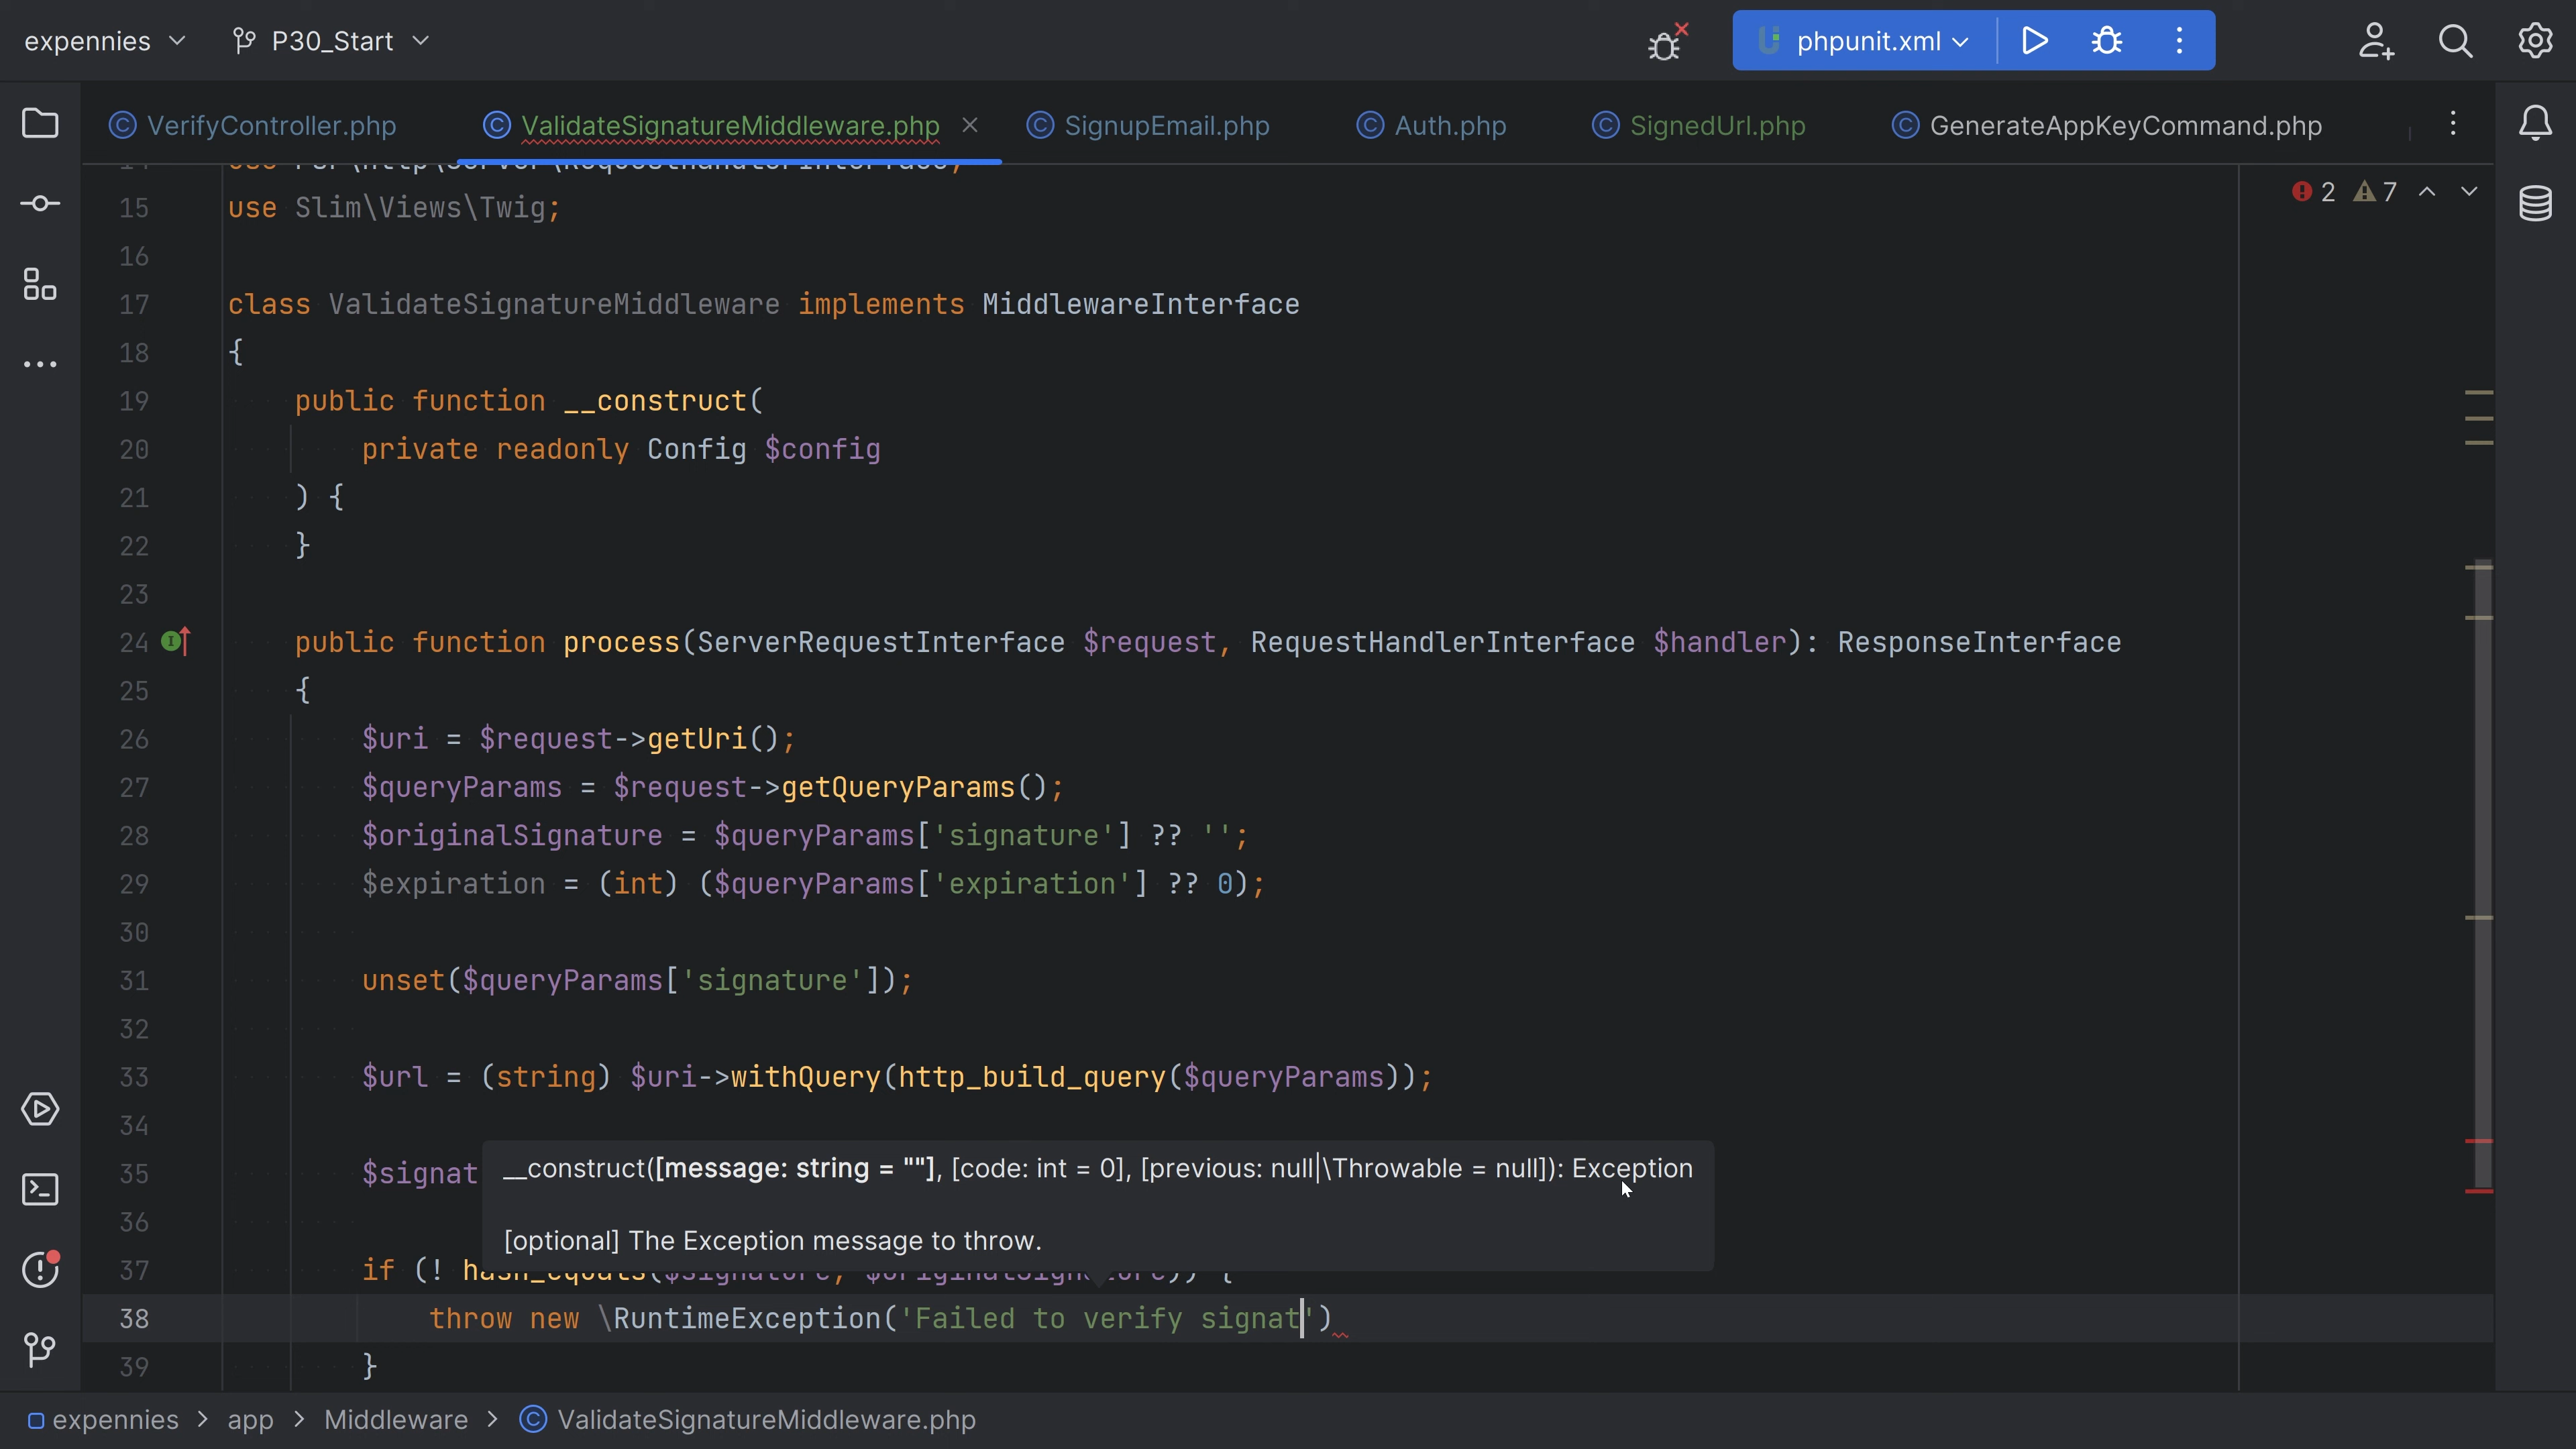 expennies P30_Start phpunit.xml
VerifyController.php ValidateSignatureMiddleware.php SignupEmail.php Auth.php SignedUrl.php GenerateAppKeyCommand.php
2 7
15 use Slim\Views\Twig;
16
17 class ValidateSignatureMiddleware implements MiddlewareInterface
18 {
19 public function __construct(
20 private readonly Config $config
21 ) {
22 }
23
24 public function process(ServerRequestInterface $request, RequestHandlerInterface $handler): ResponseInterface
25 {
26 $uri = $request->getUri();
27 $queryParams = $request->getQueryParams();
28 $originalSignature = $queryParams['signature'] ?? '';
29 $expiration = (int) ($queryParams['expiration'] ?? 0);
30
31 unset($queryParams['signature']);
32
33 $url = (string) $uri->withQuery(http_build_query($queryParams));
34
__construct([message: string = ""], [code: int = 0], [previous: null|\Throwable = null]): Exception
35 $signat
36
[optional] The Exception message to throw.
37 if (! hash_equals($signature, $originalSignature)) {
38 throw new \RuntimeException('Failed to verify signat')
39 }
expennies > app > Middleware > ValidateSignatureMiddleware.php